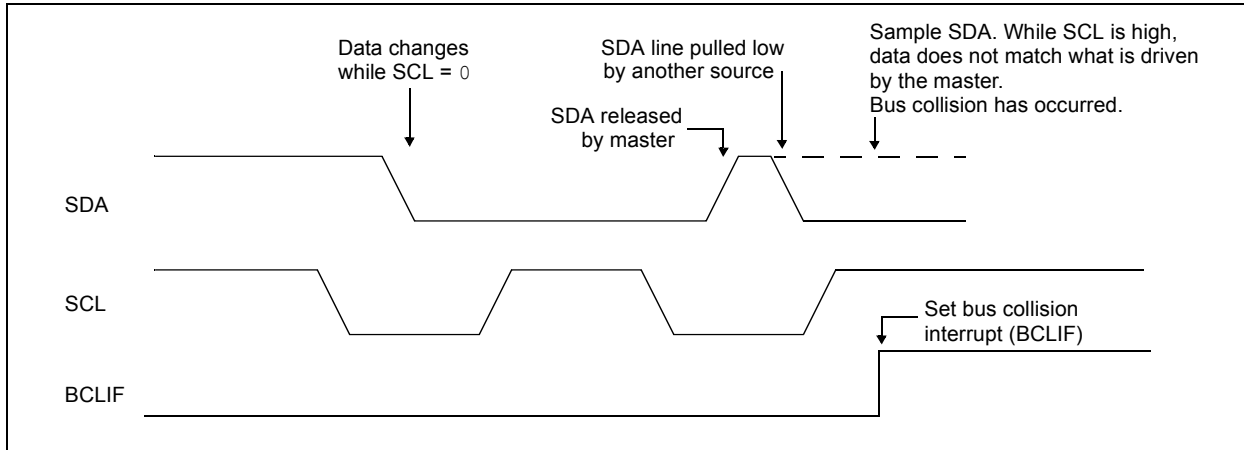 Data changes
while SCL = 0
SDA line pulled low
by another source
Sample SDA. While SCL is high,
data does not match what is driven
by the master.
Bus collision has occurred.
SDA released
by master
SDA
SCL
Set bus collision
interrupt (BCLIF)
BCLIF